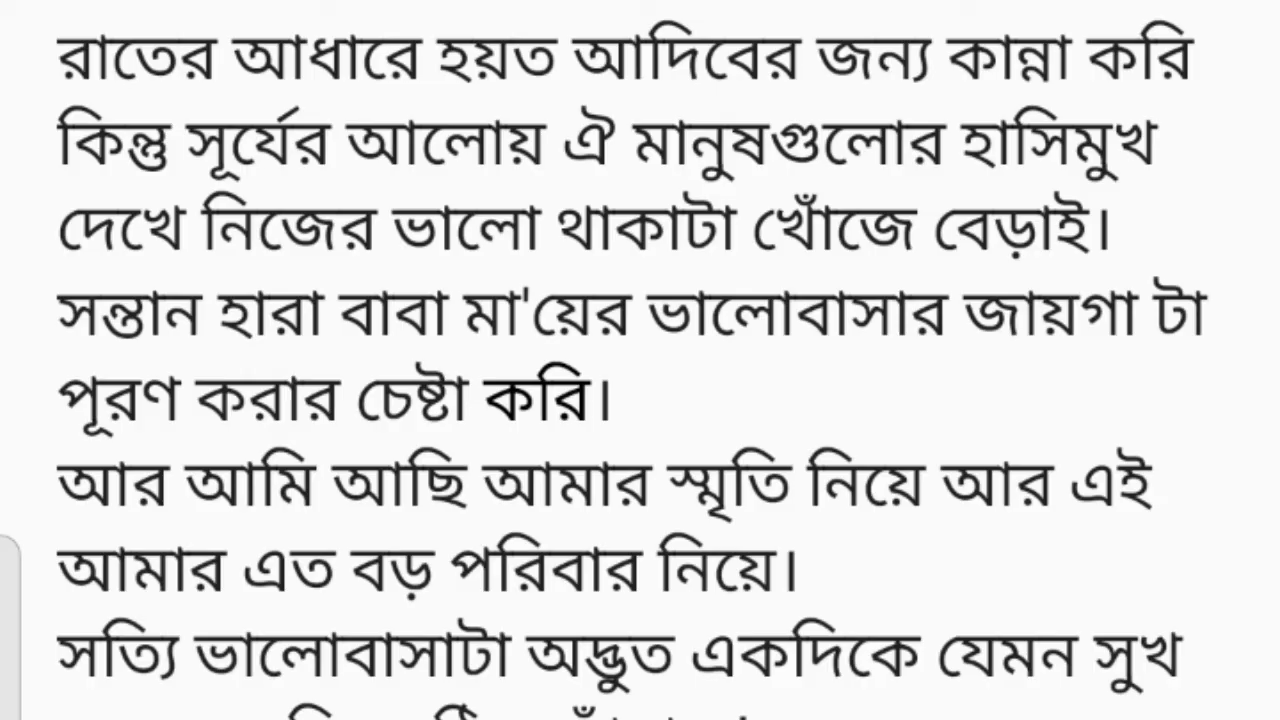 রাতের আধারে হয়ত আদিবের জন্য কান্না করি
কিন্তু সূর্যের আলোয় ঐ মানুষগুলোর হাসিমুখ
দেখে নিজের ভালো থাকাটা খোঁজে বেড়াই।
সন্তান হারা বাবা মা'য়ের ভালোবাসার জায়গা টা
পূরণ করার চেষ্টা করি।
আর আমি আছি আমার স্মৃতি নিয়ে আর এই
আমার এত বড় পরিবার নিয়ে।
সত্যি ভালোবাসাটা অদ্ভুত একদিকে যেমন সুখ